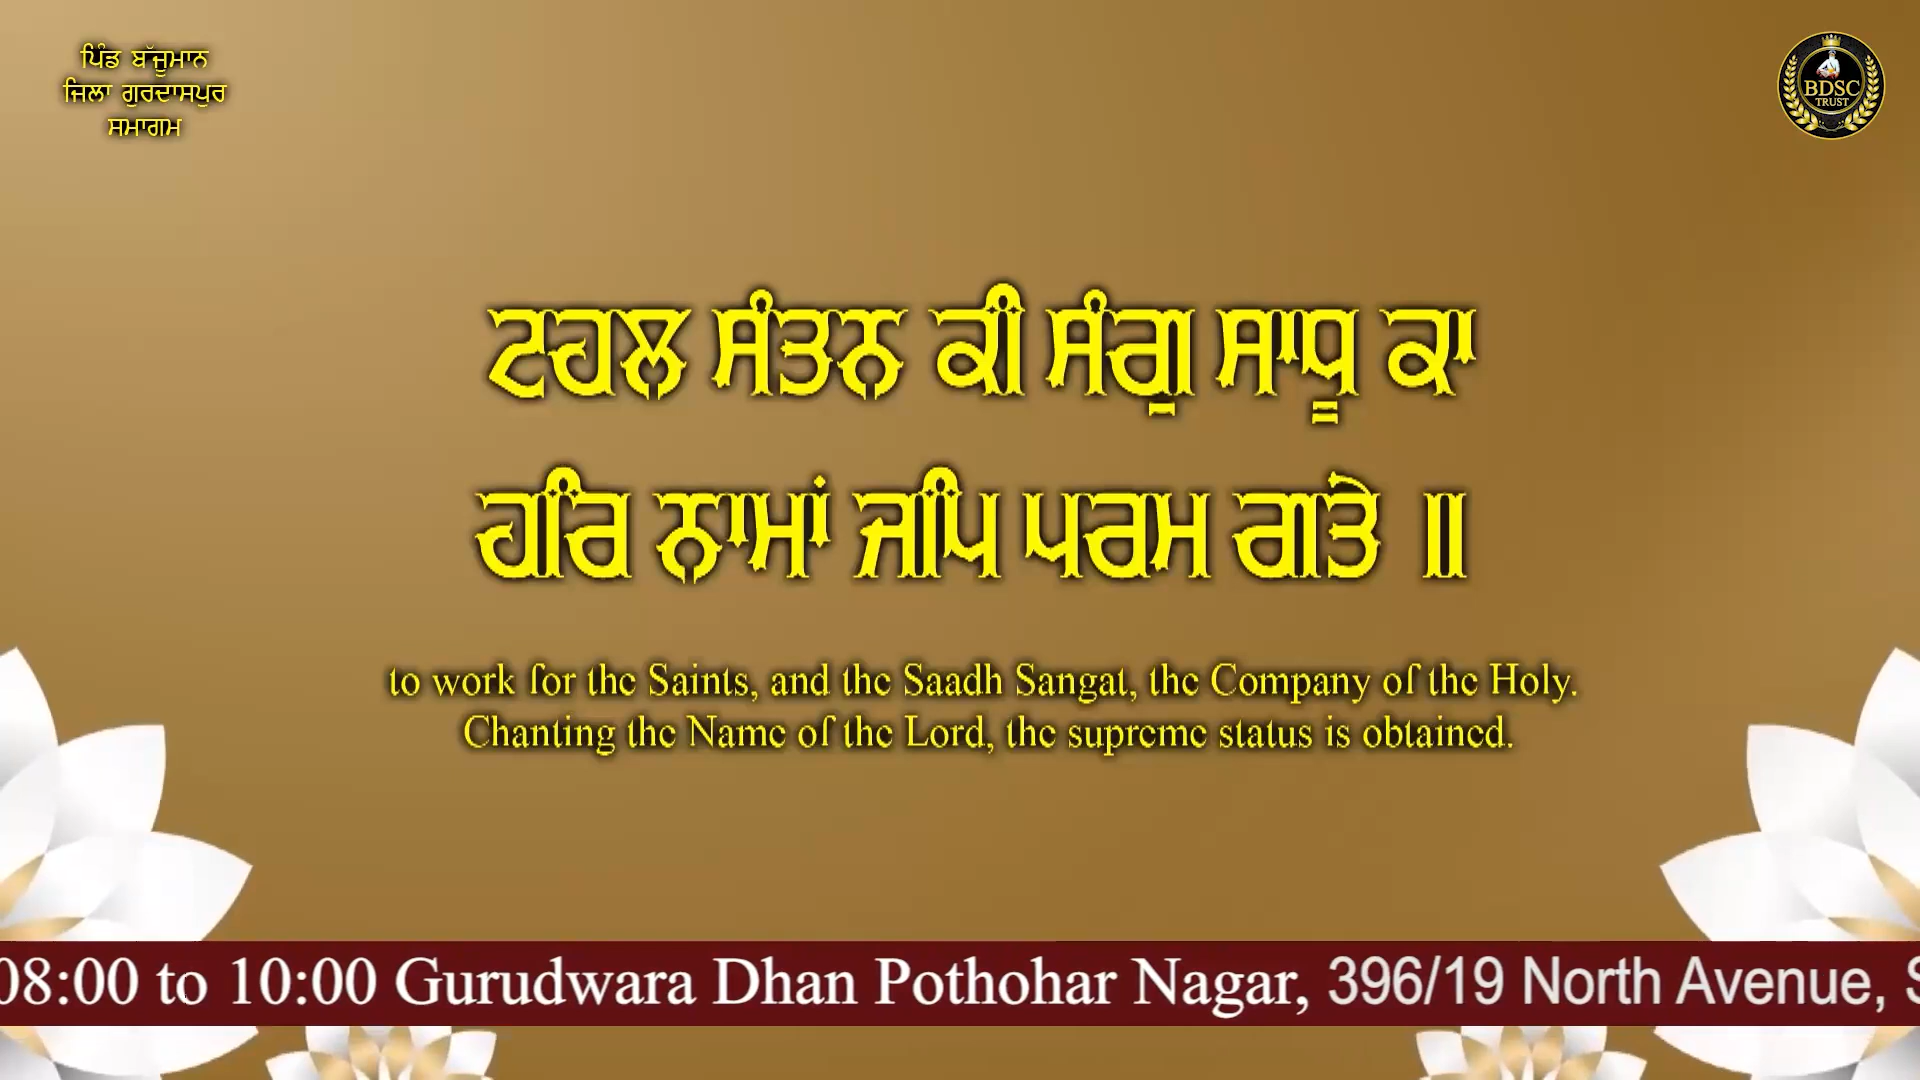 ਪਿੰਡ ਬੱਜੂਮਾਨ
ਜਿਲਾ ਗੁਰਦਾਸਪੁਰ
ਸਮਾਗਮ
BDSC
TRUST
ਟਹਲ ਸੰਤਨ ਕੀ ਸੰਗੁ ਸਾਧੂ ਕਾ
ਹਰਿ ਨਾਮਾਂ ਜਪਿ ਪਰਮ ਗਤੇ ॥
to work for the Saints, and the Saadh Sangat, the Company of the Holy.
Chanting the Name of the Lord, the supreme status is obtained.
08:00 to 10:00 Gurudwara Dhan Pothohar Nagar, 396/19 North Avenue, S